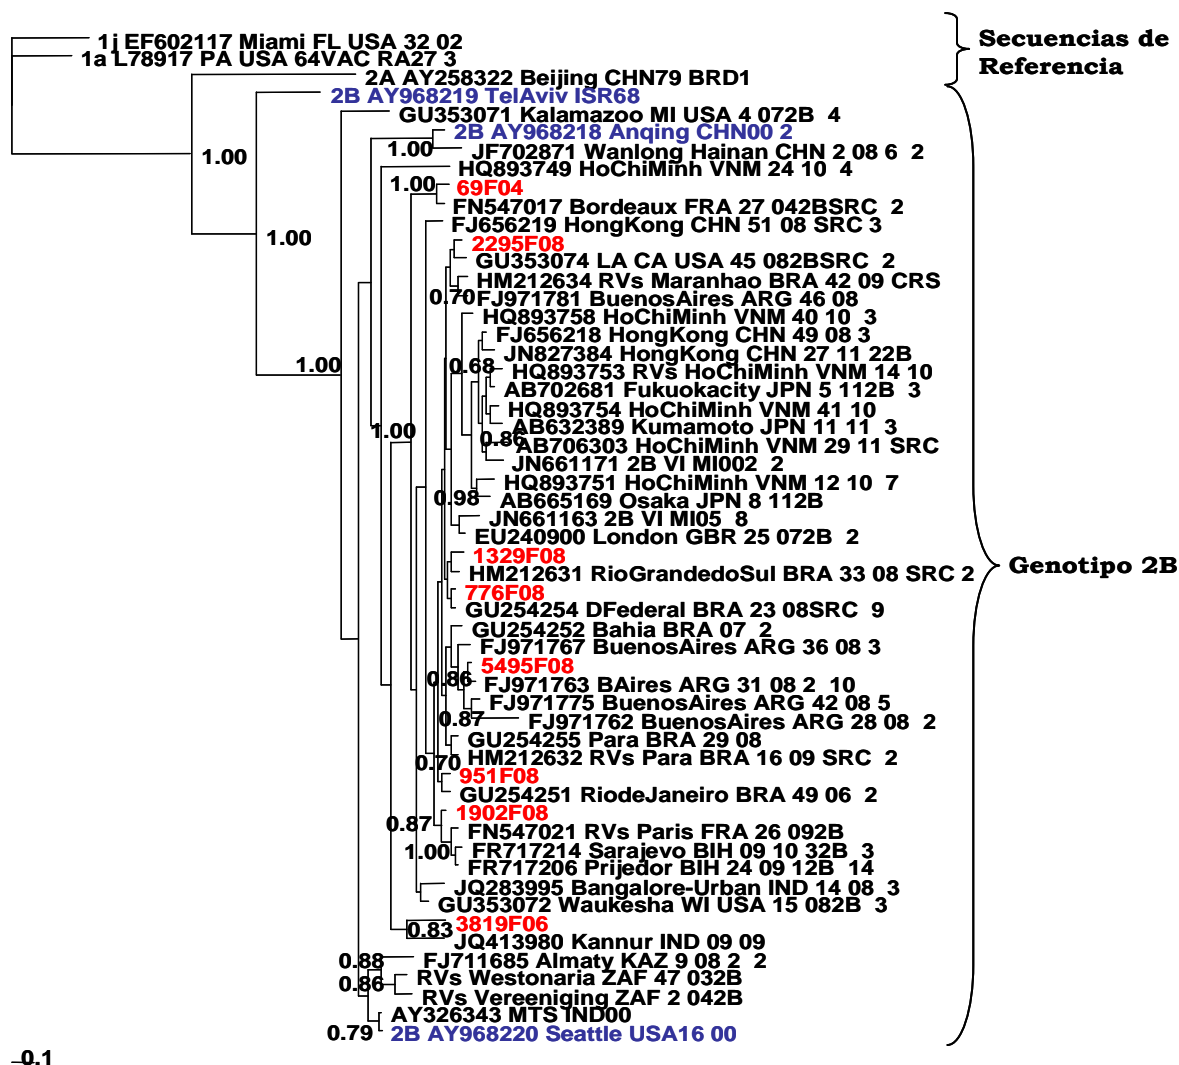 1j EF602117 Miami FL USA 32 02
1a L78917 PA USA 64VAC RA27 3
2A AY258322 Beijing CHN79 BRD1
2B AY968219 TelAviv ISR68
GU353071 Kalamazoo MI USA 4 072B 4
2B AY968218 Anqing CHN00 2
JF702871 Wanlong Hainan CHN 2 08 6 2
HQ893749 HoChiMinh VNM 24 10 4
69F04
FN547017 Bordeaux FRA 27 042BSRC 2
FJ656219 HongKong CHN 51 08 SRC 3
2295F08
GU353074 LA CA USA 45 082BSRC 2
HM212634 RVs Maranhao BRA 42 09 CRS
FJ971781 BuenosAires ARG 46 08
HQ893758 HoChiMinh VNM 40 10 3
FJ656218 HongKong CHN 49 08 3
JN827384 HongKong CHN 27 11 22B
HQ893753 RVs HoChiMinh VNM 14 10
AB702681 Fukuokacity JPN 5 112B 3
HQ893754 HoChiMinh VNM 41 10
AB632389 Kumamoto JPN 11 11 3
AB706303 HoChiMinh VNM 29 11 SRC
JN661171 2B VI MI002 2
HQ893751 HoChiMinh VNM 12 10 7
AB665169 Osaka JPN 8 112B
JN661163 2B VI MI05 8
EU240900 London GBR 25 072B 2
1329F08
HM212631 RioGrandedoSul BRA 33 08 SRC 2
776F08
GU254254 DFederal BRA 23 08SRC 9
GU254252 Bahia BRA 07 2
FJ971767 BuenosAires ARG 36 08 3
5495F08
FJ971763 BAires ARG 31 08 2 10
FJ971775 BuenosAires ARG 42 08 5
FJ971762 BuenosAires ARG 28 08 2
GU254255 Para BRA 29 08
HM212632 RVs Para BRA 16 09 SRC 2
951F08
GU254251 RiodeJaneiro BRA 49 06 2
1902F08
FN547021 RVs Paris FRA 26 092B
FR717214 Sarajevo BIH 09 10 32B 3
FR717206 Prijedor BIH 24 09 12B 14
JQ283995 Bangalore-Urban IND 14 08 3
GU353072 Waukesha WI USA 15 082B 3
3819F06
JQ413980 Kannur IND 09 09
FJ711685 Almaty KAZ 9 08 2 2
RVs Westonaria ZAF 47 032B
RVs Vereeniging ZAF 2 042B
AY326343 MTS IND00
2B AY968220 Seattle USA16 00
1.00
1.00
1.00
1.00
1.00
1.00
0.70
0.68
0.86
0.98
0.86
0.87
0.70
0.87
1.00
0.83
0.88
0.86
0.79
0.1
Secuencias de
Referencia
Genotipo 2B